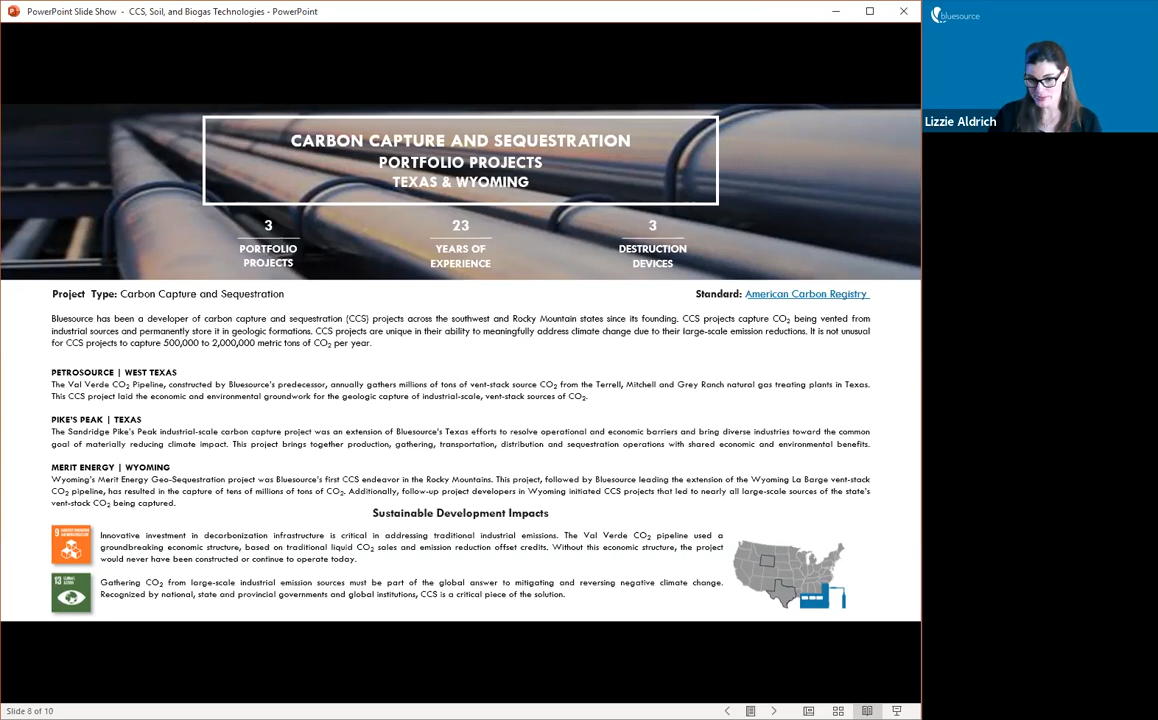 PowerPoint Slide Show - CCS, Soil, and Biogas Technologies - PowerPoint
bluesource
Lizzie Aldrich
CARBON CAPTURE AND SEQUESTRATION
PORTFOLIO PROJECTS
TEXAS & WYOMING
3
PORTFOLIO
PROJECTS
23
YEARS OF
EXPERIENCE
3
DESTRUCTION
DEVICES
Project Type: Carbon Capture and Sequestration
Standard: American Carbon Registry
Bluesource has been a developer of carbon capture and sequestration (CCS) projects across the southwest and Rocky Mountain states since its founding. CCS projects capture CO₂ being vented from
industrial sources and permanently store it in geologic formations. CCS projects are unique in their ability to meaningfully address climate change due to their large-scale emission reductions. It is not unusual
for CCS projects to capture 500,000 to 2,000,000 metric tons of CO₂ per year.
PETROSOURCE | WEST TEXAS
The Val Verde CO₂ Pipeline, constructed by Bluesource's predecessor, annually gathers millions of tons of vent-stack source CO₂ from the Terrell, Mitchell and Grey Ranch natural gas treating plants in Texas.
This CCS project laid the economic and environmental groundwork for the geologic capture of industrial-scale, vent-stack sources of CO₂.
PIKE'S PEAK | TEXAS
The Sandridge Pike's Peak industrial-scale carbon capture project was an extension of Bluesource's Texas efforts to resolve operational and economic barriers and bring diverse industries toward the common
goal of materially reducing climate impact. This project brings together production, gathering, transportation, distribution and sequestration operations with shared economic and environmental benefits.
MERIT ENERGY | WYOMING
Wyoming's Merit Energy Geo-Sequestration project was Bluesource's first CCS endeavor in the Rocky Mountains. This project, followed by Bluesource leading the extension of the Wyoming La Barge vent-stack
CO₂ pipeline, has resulted in the capture of tens of millions of tons of CO₂. Additionally, follow-up project developers in Wyoming initiated CCS projects that led to nearly all large-scale sources of the state's
vent-stack CO₂ being captured.
Sustainable Development Impacts
9
Innovative investment in decarbonization infrastructure is critical in addressing traditional industrial emissions. The Val Verde CO₂ pipeline used a
groundbreaking economic structure, based on traditional liquid CO₂ sales and emission reduction offset credits. Without this economic structure, the project
would never have been constructed or continue to operate today.
13 CLIMATE
ACTION
Gathering CO₂ from large-scale industrial emission sources must be part of the global answer to mitigating and reversing negative climate change.
Recognized by national, state and provincial governments and global institutions, CCS is a critical piece of the solution.
Slide 8 of 10